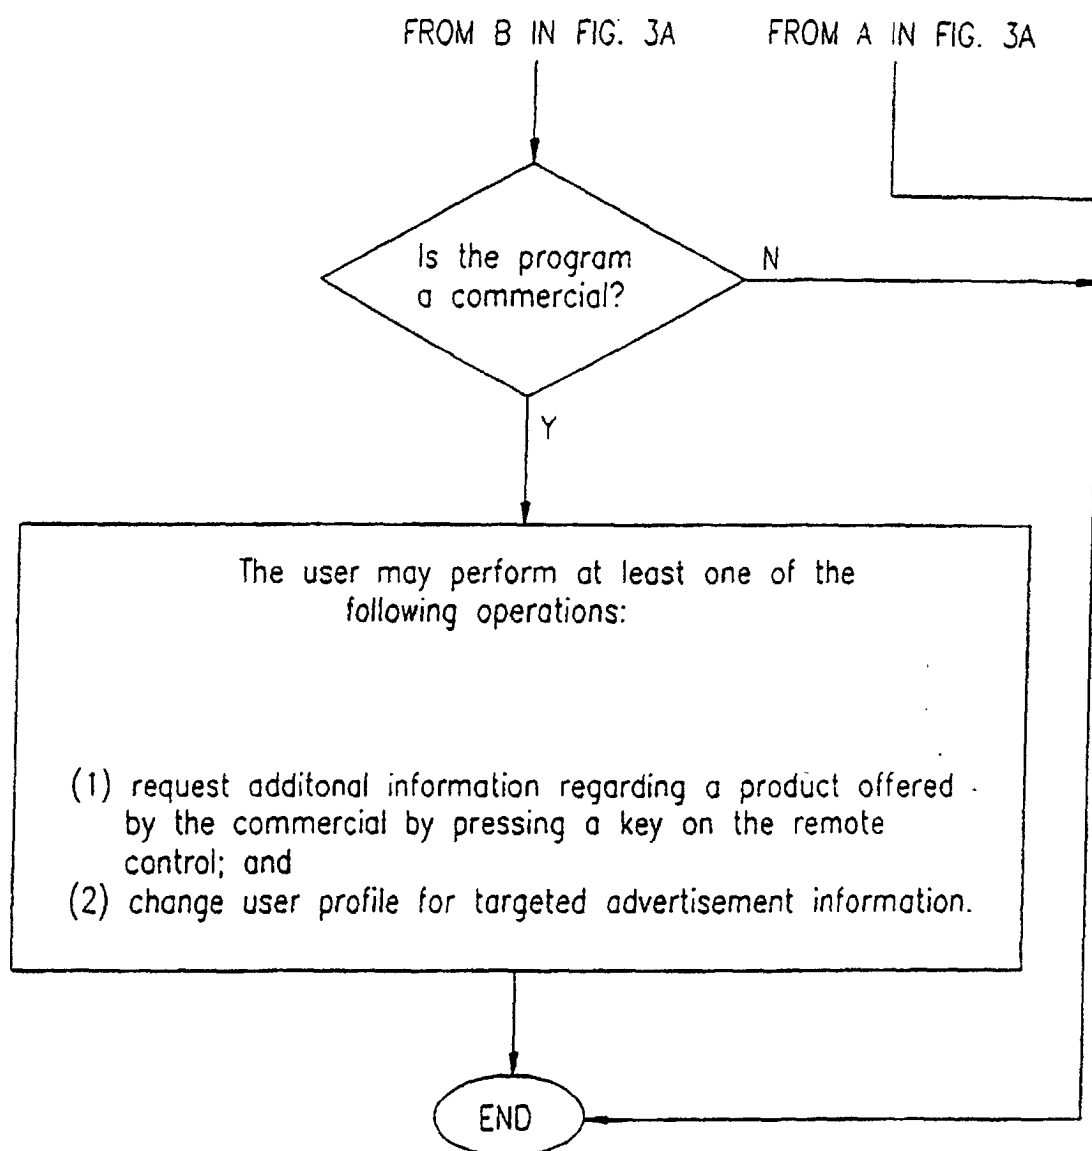 FROM B IN FIG. 3A
FROM A IN FIG. 3A
Is the program
a commercial?
N
Y
The user may perform at least one of the
following operations:
(1) request additonal information regarding a product offered
by the commercial by pressing a key on the remote
control; and
(2) change user profile for targeted advertisement information.
END